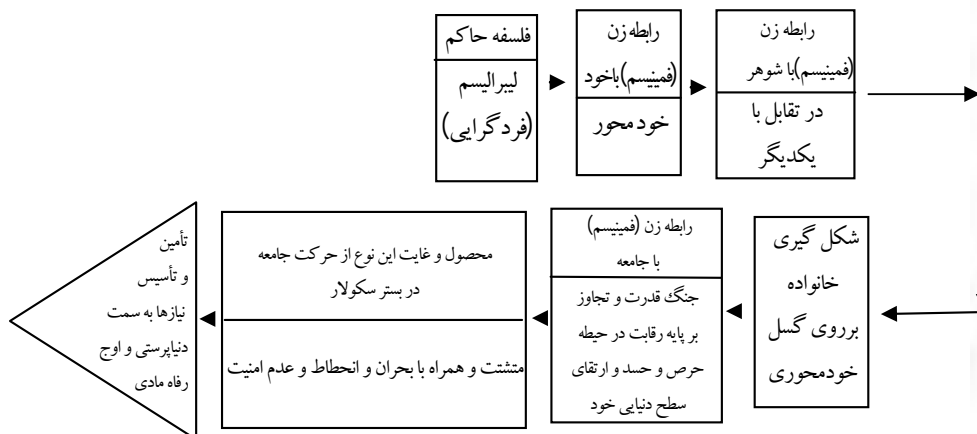 فلسفه حاکم
لیبرالیسم
(فردگرایی)
رابطه زن
(فمینیسم)باخود
خودمحور
رابطه زن
(فمینیسم)با شوهر
در تقابل با
یکدیگر
شکل گیری
خانواده
برروی گسل
خودمحوری
رابطه زن (فمینیسم)
با جامعه
جنگ قدرت و تجاوز
بر پایه رقابت در حیطه
حرص و حسد و ارتقای
سطح دنیایی خود
محصول و غایت این نوع از حرکت جامعه
در بستر سکولار
متشتت و همراه با بحران و انحطاط و عدم امنیت
تأمین
و تأسیس
نیازها به سمت
دنیاپرستی و اوج
رفاه مادی